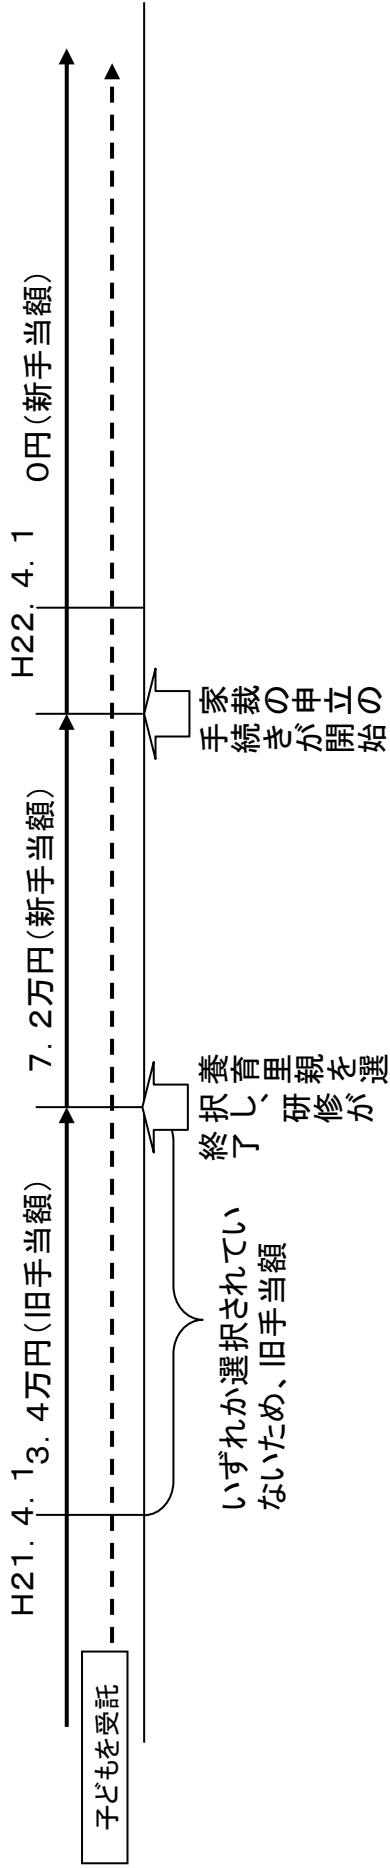 H21．4．1
H22．4．1
3．4万円（旧手当額）
7．2万円（新手当額）
0円（新手当額）
子どもを受託
いずれか選択されてい
ないため、旧手当額
養育里親を選
択し、研修が
終了
家裁の申立の
手続きが開始